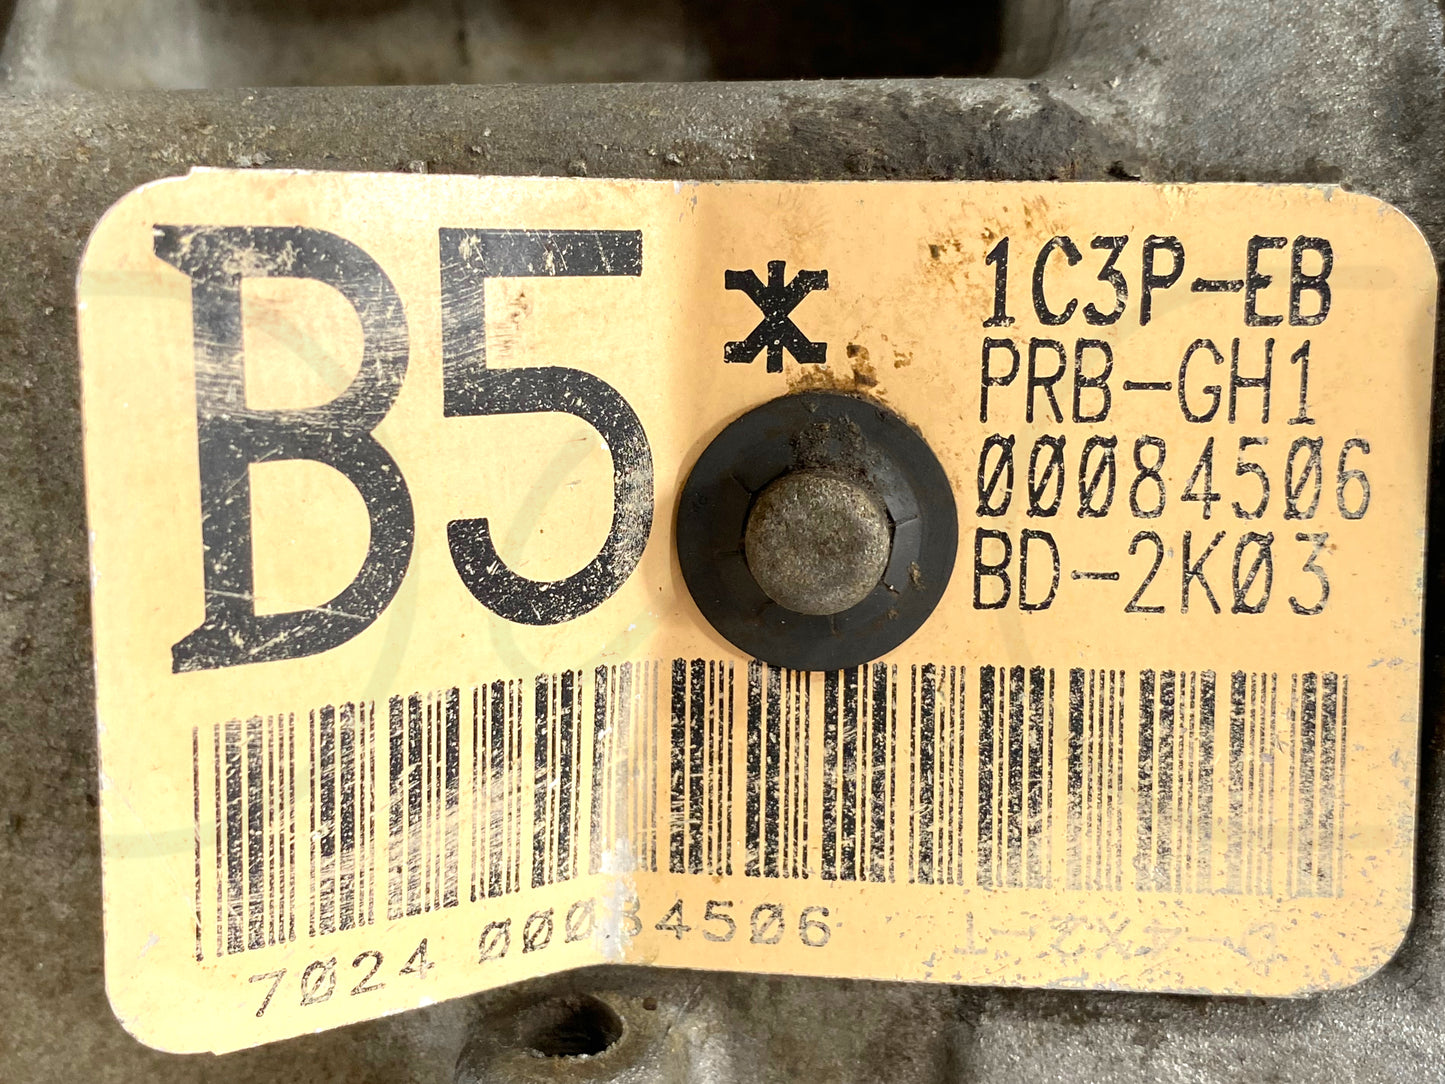 B5 *
1C3P-EB
PRB-GH1
00084506
BD-2K03
7024 00084506